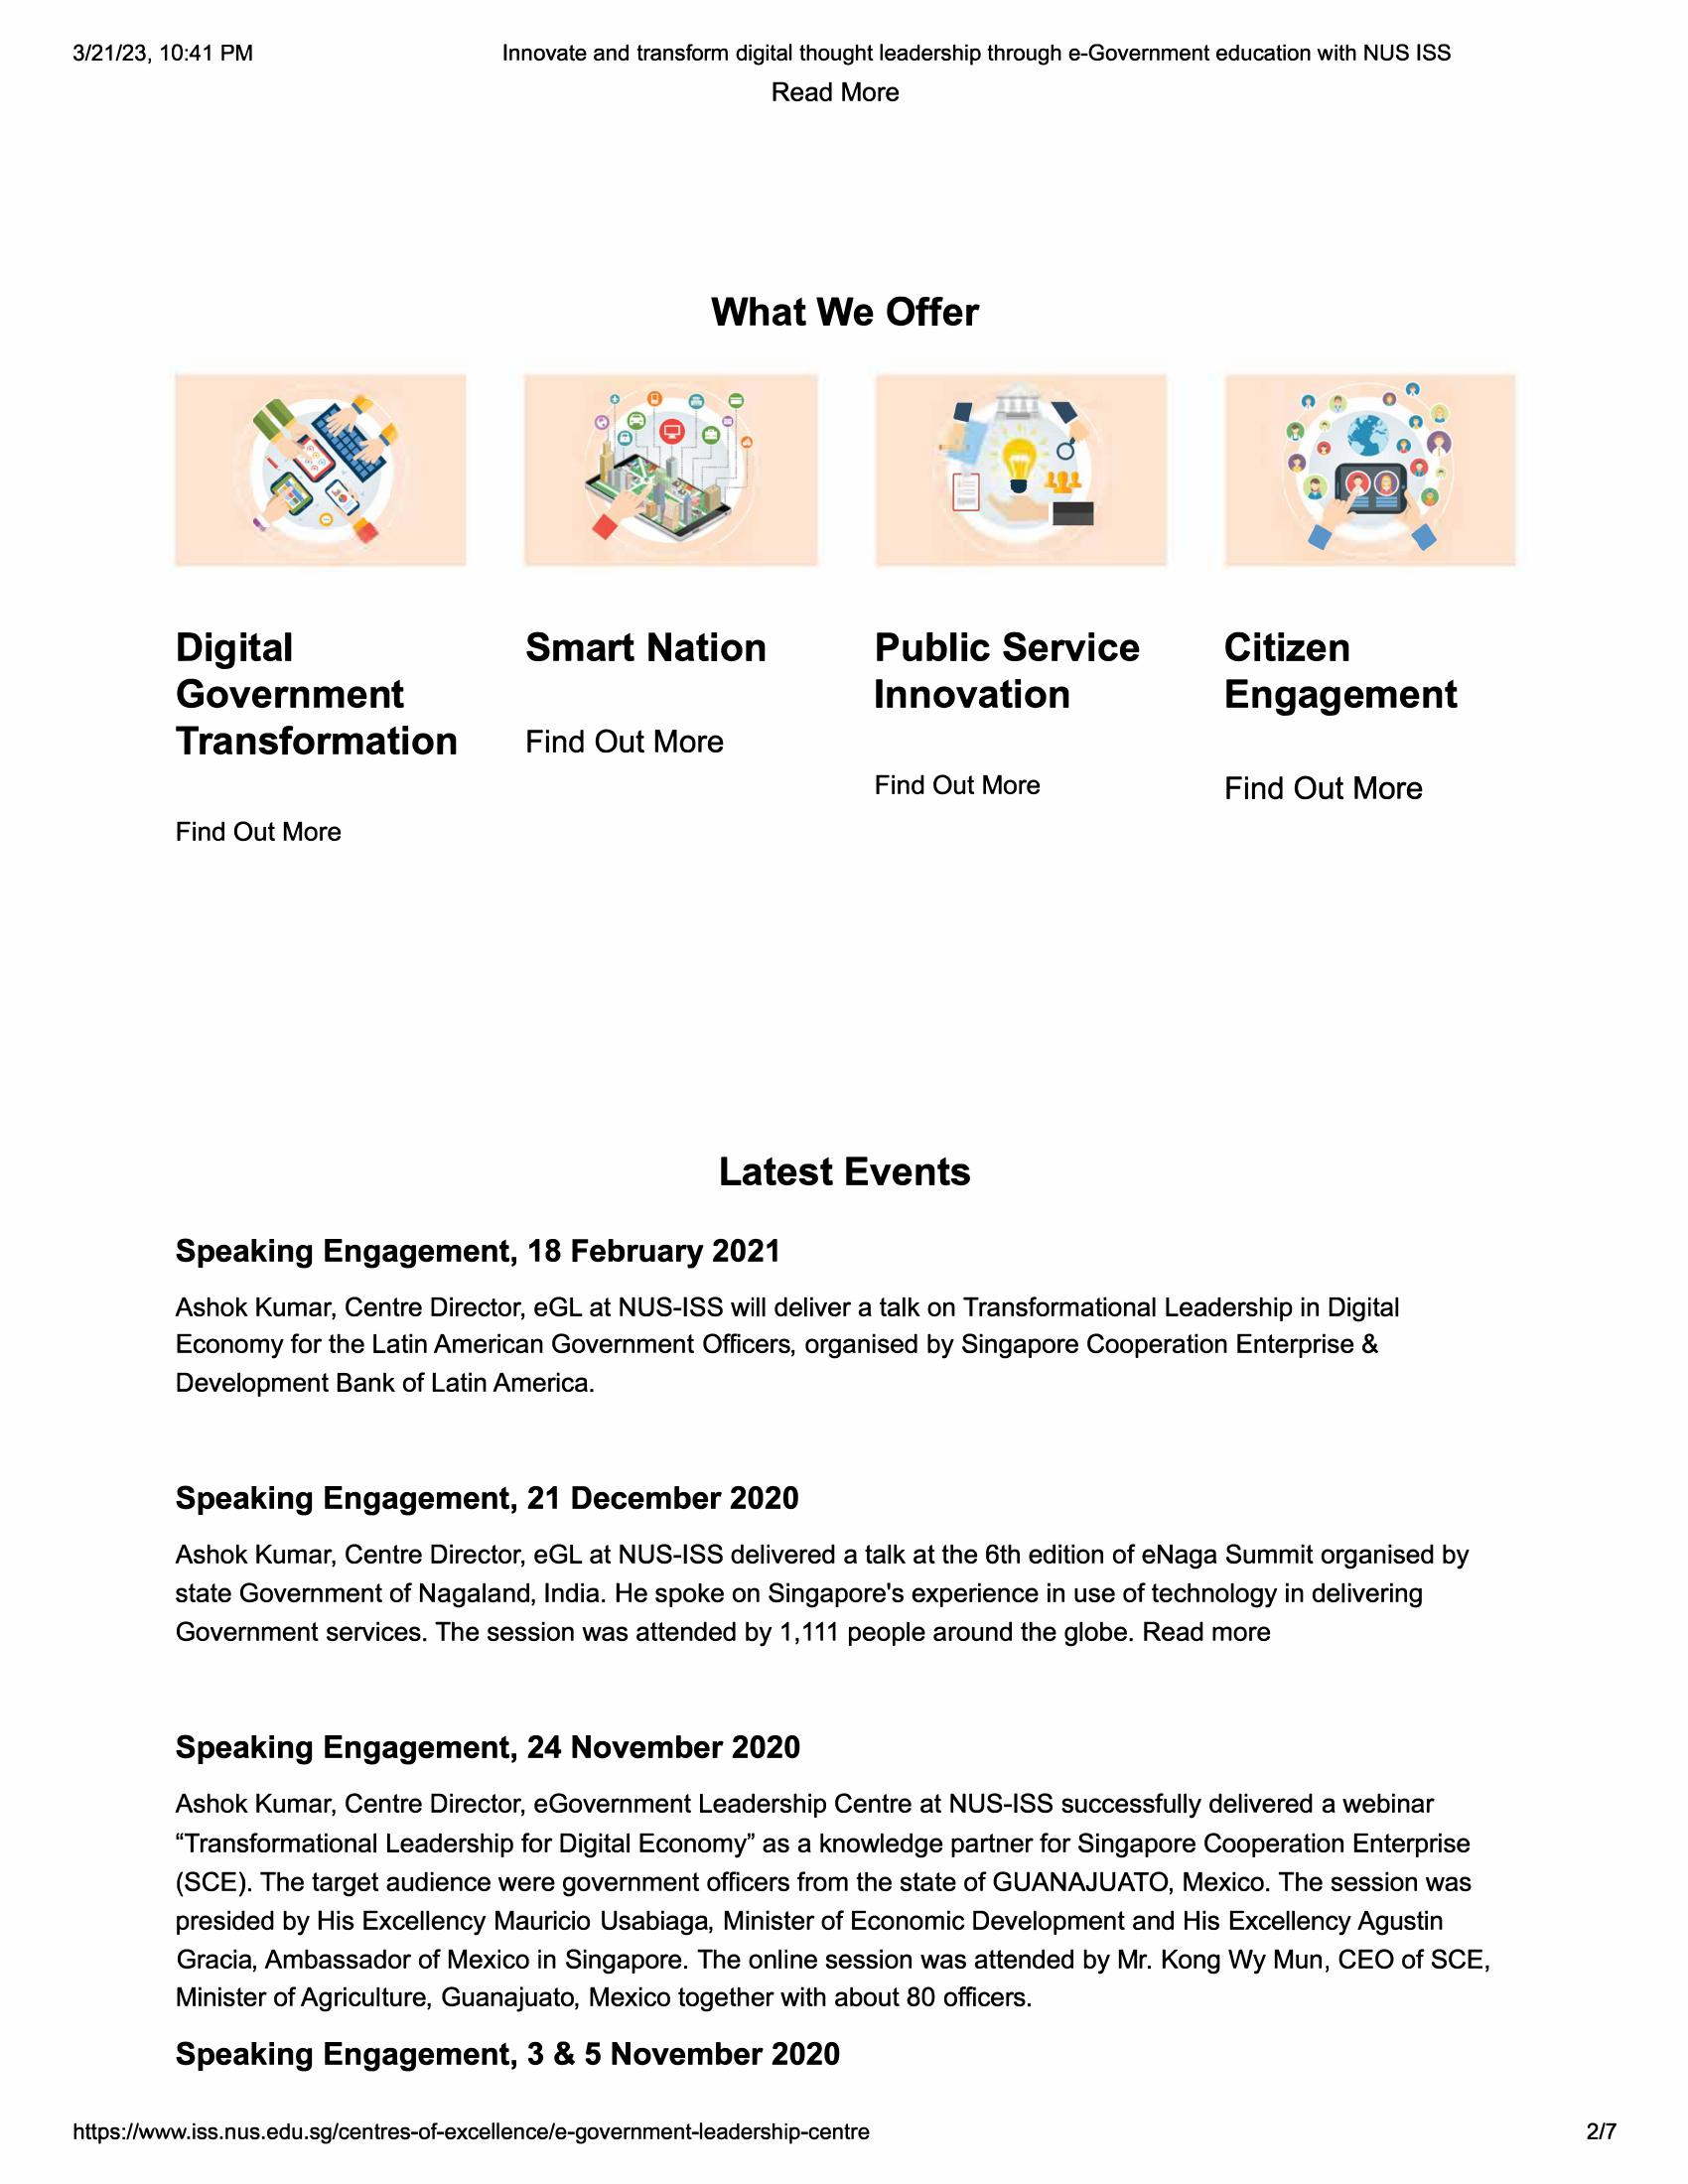 3/21/23, 10:41 PM
Innovate and transform digital thought leadership through e-Government education with NUS ISS
Read More
What We Offer
Digital
Government
Transformation
Find Out More
Smart Nation
Find Out More
Public Service
Innovation
Find Out More
Citizen
Engagement
Find Out More
Latest Events
Speaking Engagement, 18 February 2021
Ashok Kumar, Centre Director, eGL at NUS-ISS will deliver a talk on Transformational Leadership in Digital
Economy for the Latin American Government Officers, organised by Singapore Cooperation Enterprise &
Development Bank of Latin America.
Speaking Engagement, 21 December 2020
Ashok Kumar, Centre Director, eGL at NUS-ISS delivered a talk at the 6th edition of eNaga Summit organised by
state Government of Nagaland, India. He spoke on Singapore's experience in use of technology in delivering
Government services. The session was attended by 1,111 people around the globe. Read more
Speaking Engagement, 24 November 2020
Ashok Kumar, Centre Director, eGovernment Leadership Centre at NUS-ISS successfully delivered a webinar
“Transformational Leadership for Digital Economy” as a knowledge partner for Singapore Cooperation Enterprise
(SCE). The target audience were government officers from the state of GUANAJUATO, Mexico. The session was
presided by His Excellency Mauricio Usabiaga, Minister of Economic Development and His Excellency Agustin
Gracia, Ambassador of Mexico in Singapore. The online session was attended by Mr. Kong Wy Mun, CEO of SCE,
Minister of Agriculture, Guanajuato, Mexico together with about 80 officers.
Speaking Engagement, 3 & 5 November 2020
https://www.iss.nus.edu.sg/centres-of-excellence/e-government-leadership-centre
2/7